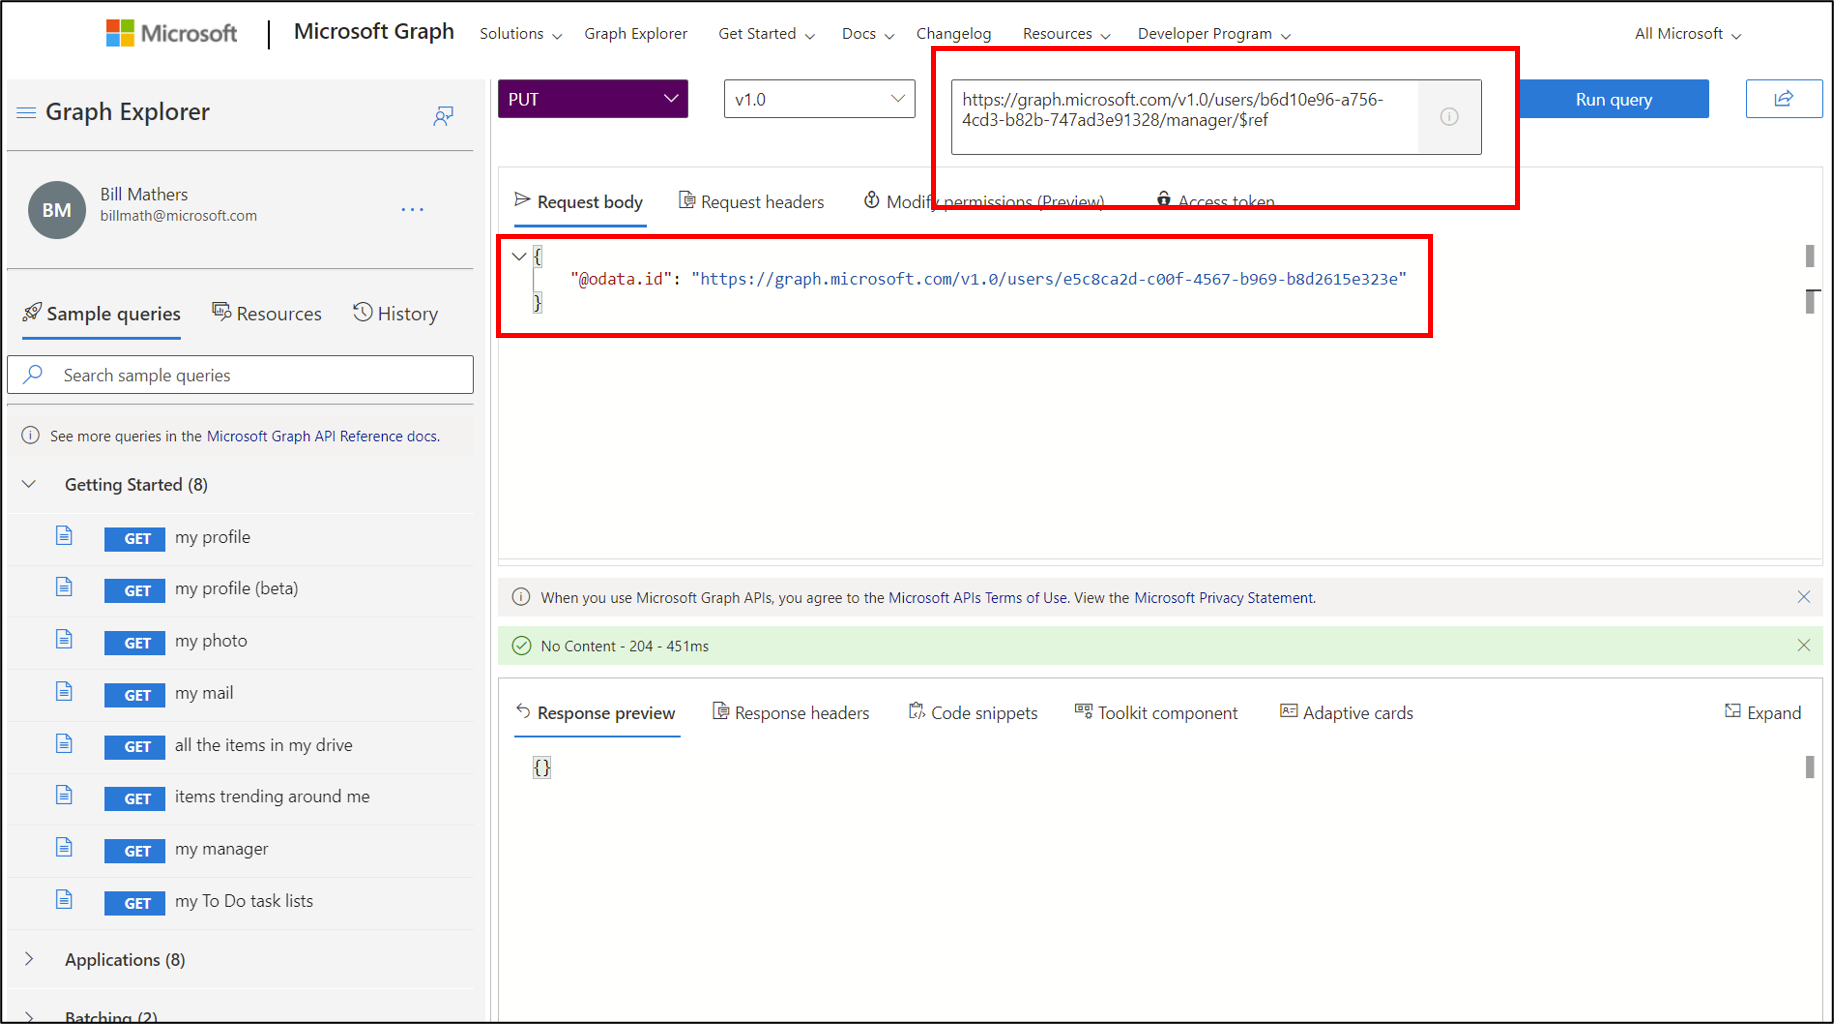 Microsoft | Microsoft Graph Solutions Graph Explorer Get Started Docs Changelog Resources Developer Program All Microsoft
Graph Explorer
BM
Bill Mathers
billmath@microsoft.com
...
Sample queries Resources History
Search sample queries
See more queries in the Microsoft Graph API Reference docs.
Getting Started (8)
GET my profile
GET my profile (beta)
GET my photo
GET my mail
GET all the items in my drive
GET items trending around me
GET my manager
GET my To Do task lists
Applications (8)
Batching (2)
PUT v1.0
https://graph.microsoft.com/v1.0/users/b6d10e96-a756-
4cd3-b82b-747ad3e91328/manager/$ref
Run query
Request body Request headers Modify permissions (Preview) Access token
{
"@odata.id": "https://graph.microsoft.com/v1.0/users/e5c8ca2d-c00f-4567-b969-b8d2615e323e"
}
When you use Microsoft Graph APIs, you agree to the Microsoft APIs Terms of Use. View the Microsoft Privacy Statement.
No Content - 204 - 451ms
Response preview Response headers Code snippets Toolkit component Adaptive cards Expand
{}